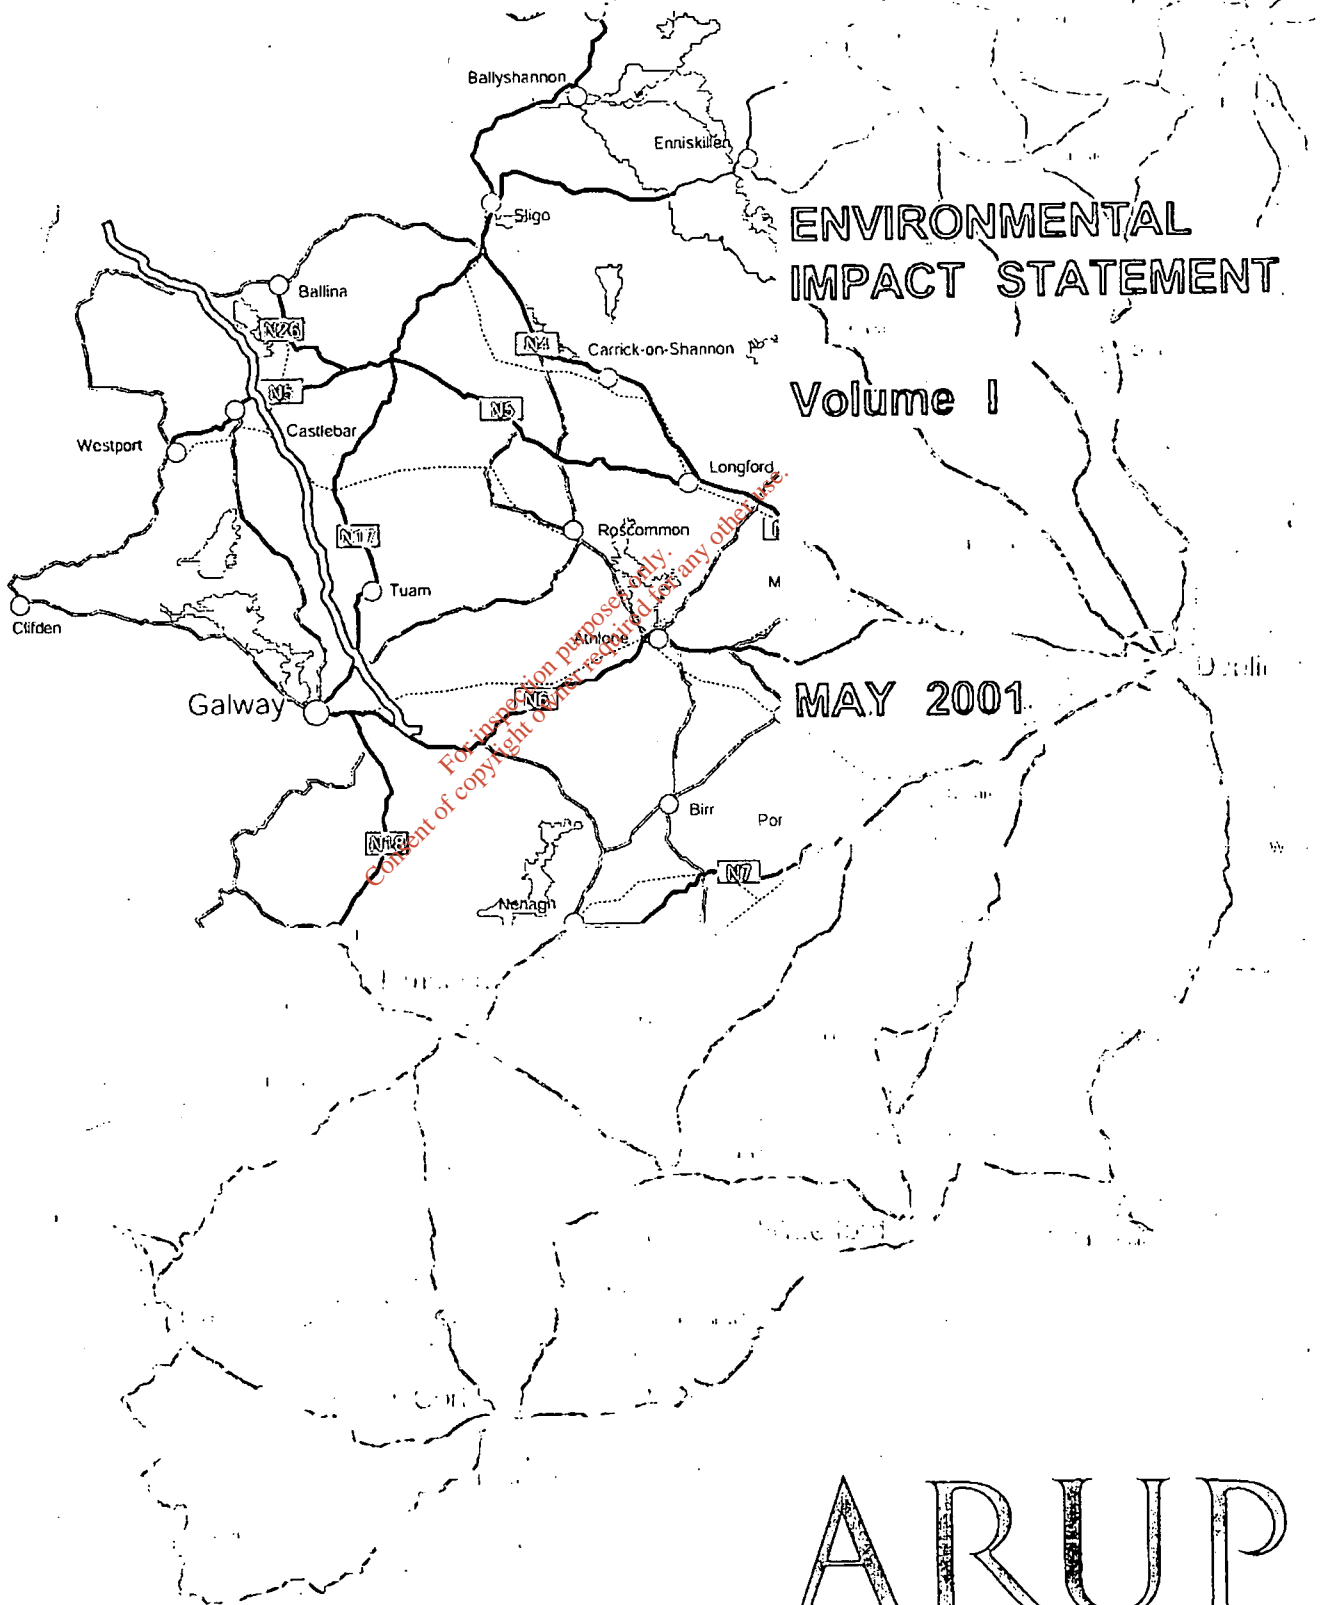 Ballyshannon
Enniskillen
Sligo
ENVIRONMENTAL
IMPACT STATEMENT
Ballina
N26
N4
Carrick-on-Shannon
N5
N5
Volume I
Castlebar
Westport
Longford
Roscommon
N17
Tuam
Clifden
Athlone
Galway
N6
MAY 2001
For inspection purposes only.
Consent of copyright owner required for any other use.
Birr
Por
N18
N7
Nenagh
ARUP